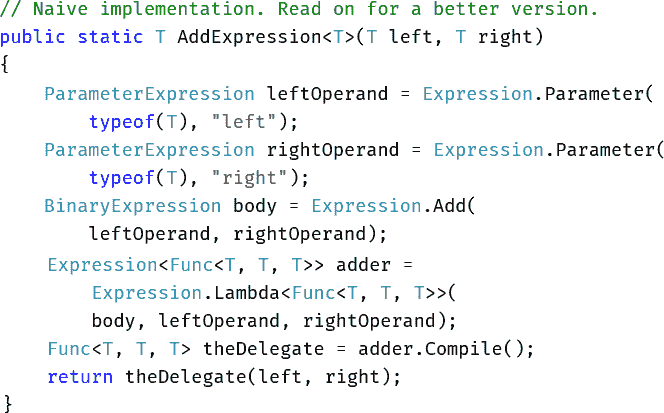 // Naive implementation. Read on for a better version.
public static T AddExpression<T>(T left, T right)
{
    ParameterExpression leftOperand = Expression.Parameter(
        typeof(T), "left");
    ParameterExpression rightOperand = Expression.Parameter(
        typeof(T), "right");
    BinaryExpression body = Expression.Add(
        leftOperand, rightOperand);
    Expression<Func<T, T, T>> adder =
        Expression.Lambda<Func<T, T, T>>(
        body, leftOperand, rightOperand);
    Func<T, T, T> theDelegate = adder.Compile();
    return theDelegate(left, right);
}